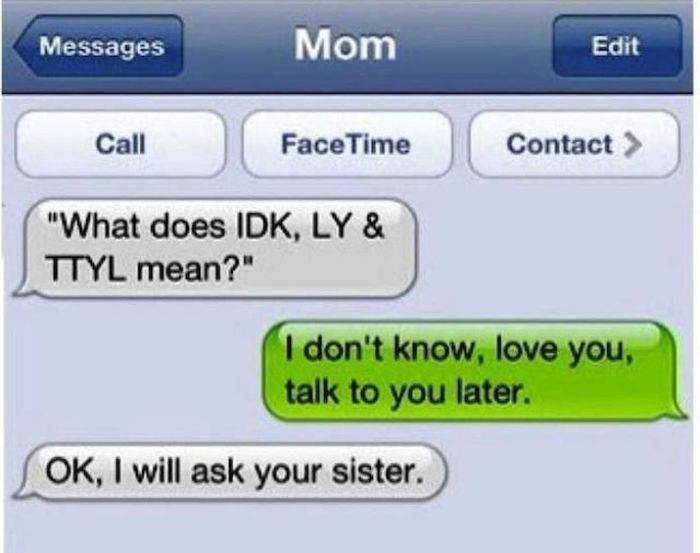 Messages
Mom
Edit
Call
FaceTime
Contact
"What does IDK, LY &
TTYL mean?"
I don't know, love you,
talk to you later.
OK, I will ask your sister.